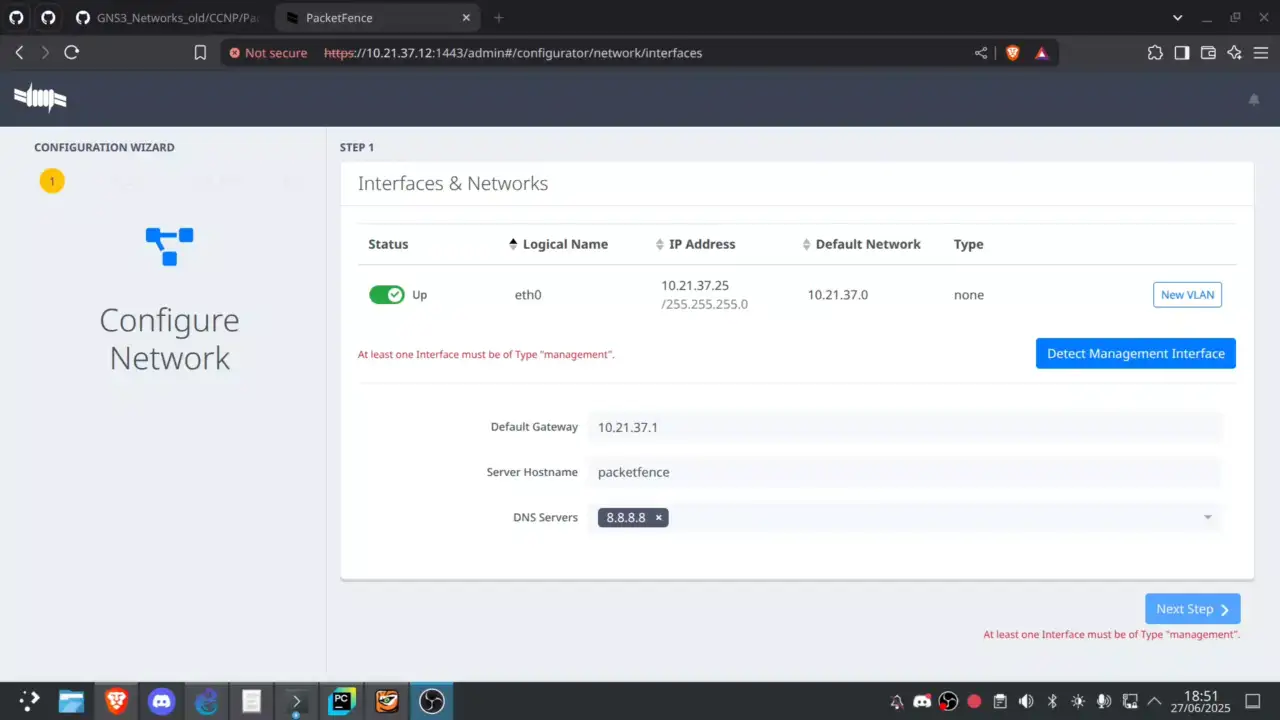 GNS3_Networks_old/CCNP/Pa
PacketFence
Not secure
https://10.21.37.12:1443/admin#/configurator/network/interfaces
CONFIGURATION WIZARD
1
Configure
Network
STEP 1
Interfaces & Networks
Status Logical Name IP Address Default Network Type
Up eth0 10.21.37.25 /255.255.255.0 10.21.37.0 none New VLAN
At least one Interface must be of Type "management".
Detect Management Interface
Default Gateway 10.21.37.1
Server Hostname packetfence
DNS Servers 8.8.8.8 ×
Next Step
At least one Interface must be of Type "management".
PC
18:51
27/06/2025